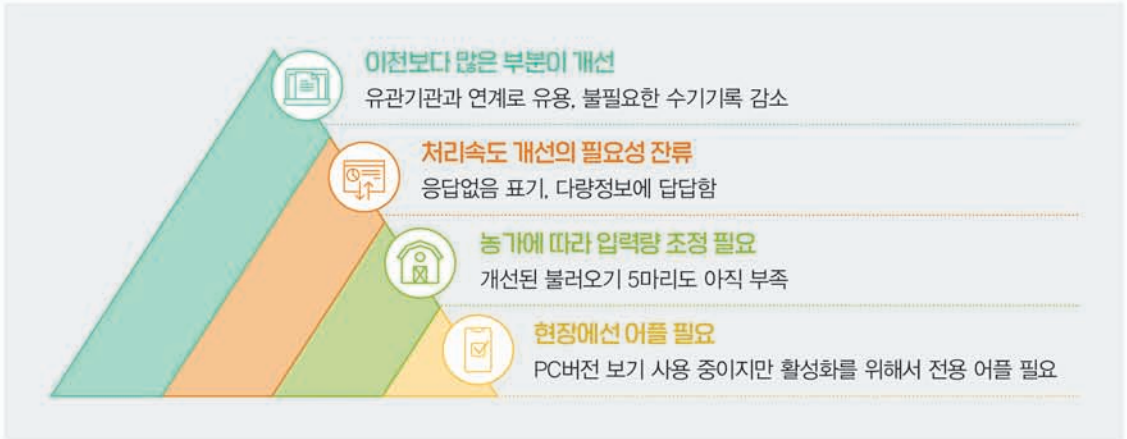 이전보다 많은 부분이 개선
유관기관과 연계로 유용, 불필요한 수기기록 감소
처리속도 개선의 필요성 잔류
응답없음 표기, 다량정보에 답답함
농가에 따라 입력량 조정 필요
개선된 불러오기 5마리도 아직 부족
현장에선 어플 필요
PC버전 보기 사용 중이지만 활성화를 위해서 전용 어플 필요